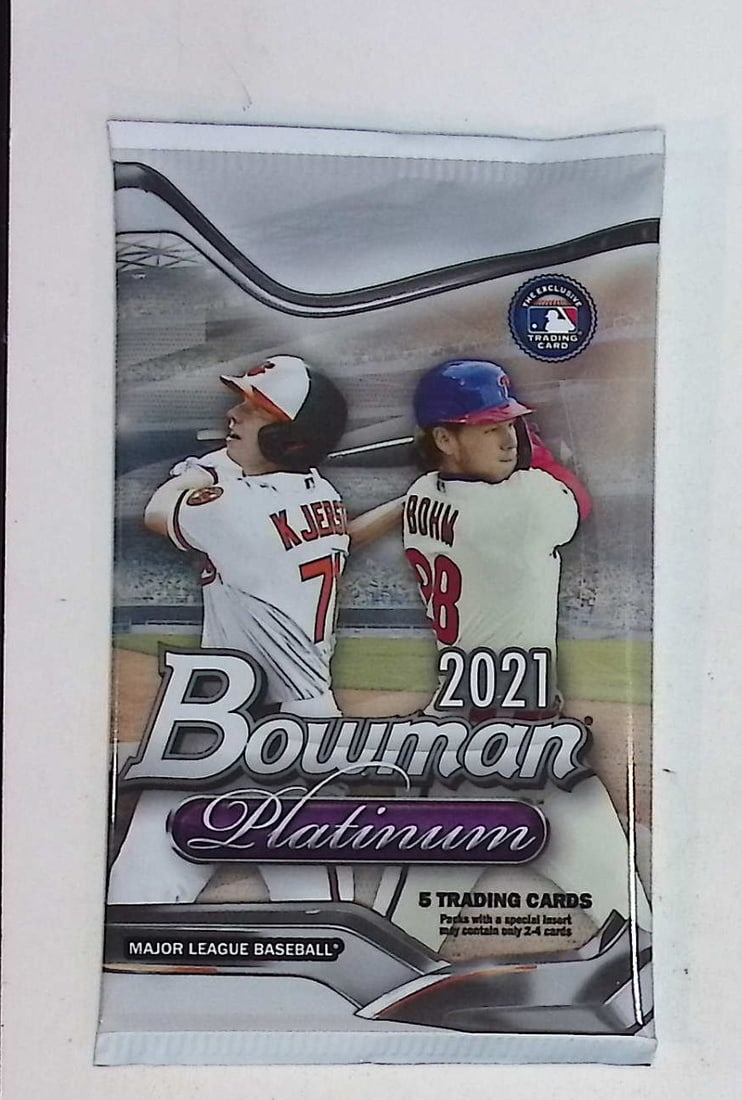 THE EXCLUSIVE
TRADING
CARD
KJERST
7
BOHM
28
2021
Bowman
Platinum
5 TRADING CARDS
Packs with a special insert
may contain only 2-4 cards
MAJOR LEAGUE BASEBALL®